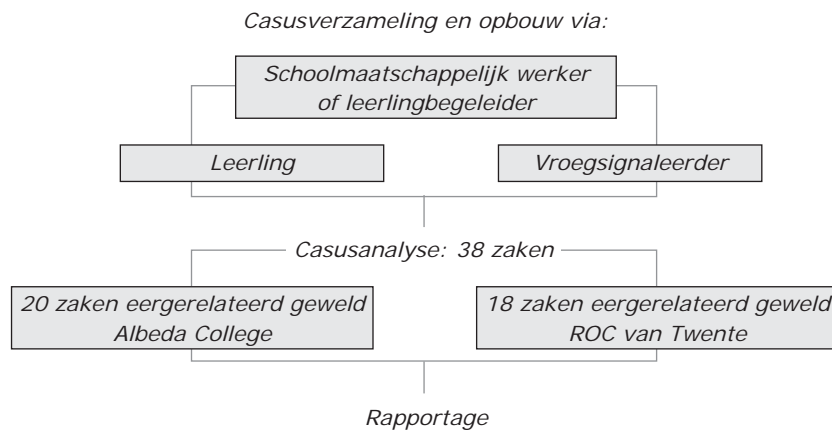 Casusverzameling en opbouw via:
Schoolmaatschappelijk werker
of leerlingbegeleider
Leerling
Vroegsignaleerder
Casusanalyse: 38 zaken
20 zaken eergerelateerd geweld
Albeda College
18 zaken eergerelateerd geweld
ROC van Twente
Rapportage